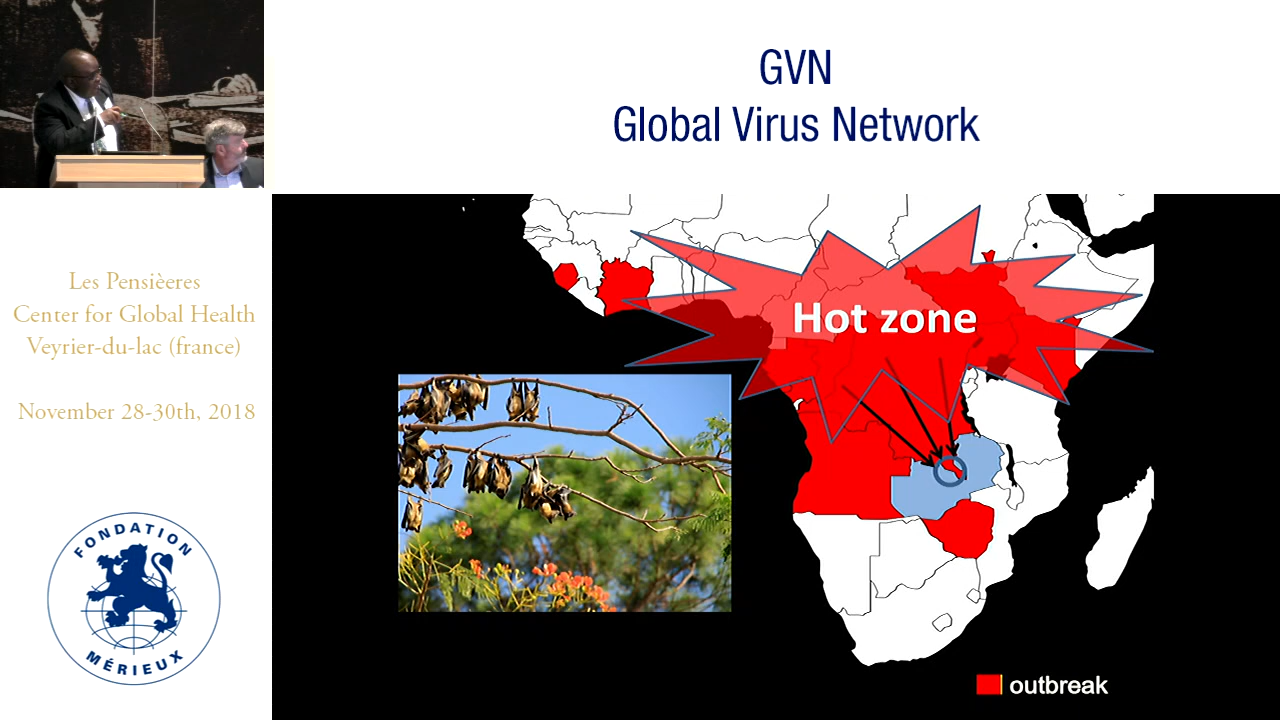 GVN
Global Virus Network
Les Pensièeres
Center for Global Health
Veyrier-du-lac (france)
November 28-30th, 2018
FONDATION
MÉRIEUX
Hot zone
outbreak